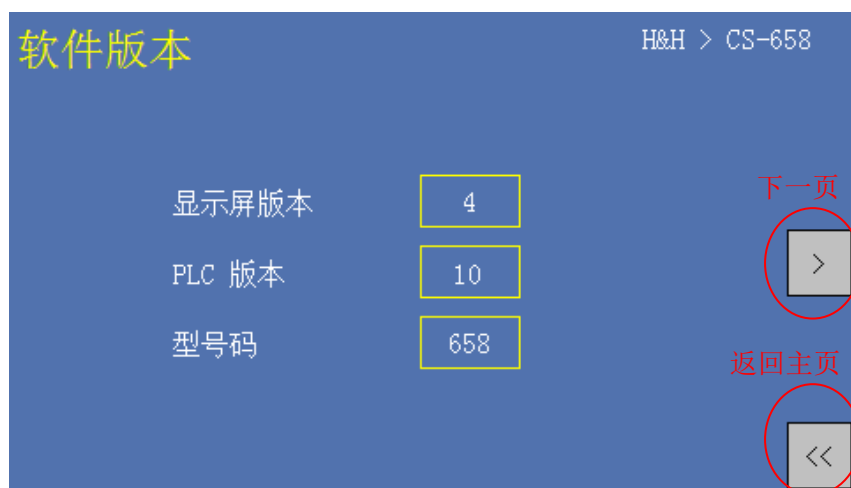 软件版本
H&H > CS-658
显示屏版本 4
下一页
PLC 版本 10
>
型号码 658
返回主页
<<